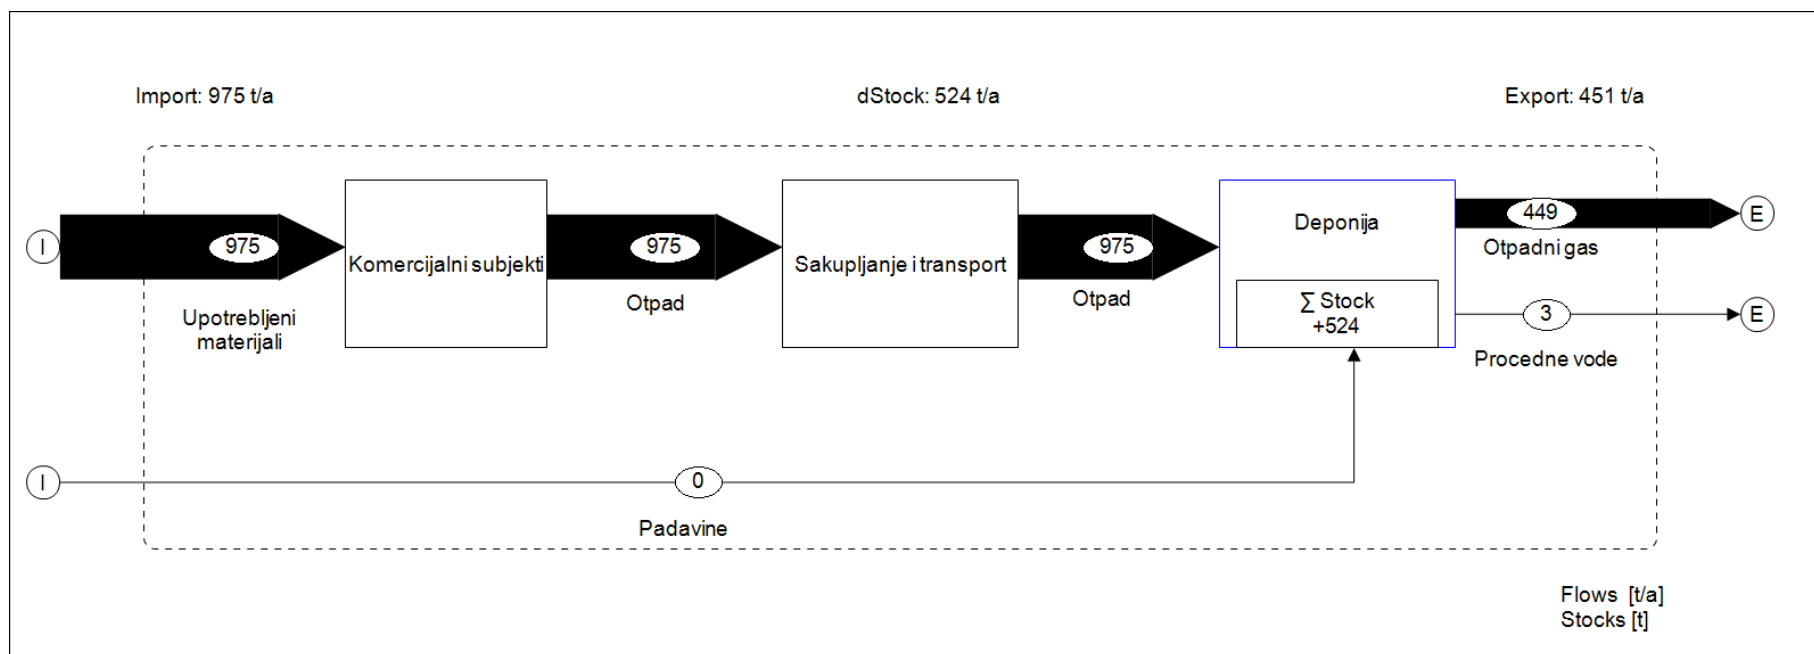 Import: 975 t/a
dStock: 524 t/a
Export: 451 t/a
I
975
Upotrebljeni
materijali
Komercijalni subjekti
975
Otpad
Sakupljanje i transport
975
Otpad
Deponija
∑ Stock
+524
449
Otpadni gas
E
3
Procedne vode
E
I
0
Padavine
Flows [t/a]
Stocks [t]